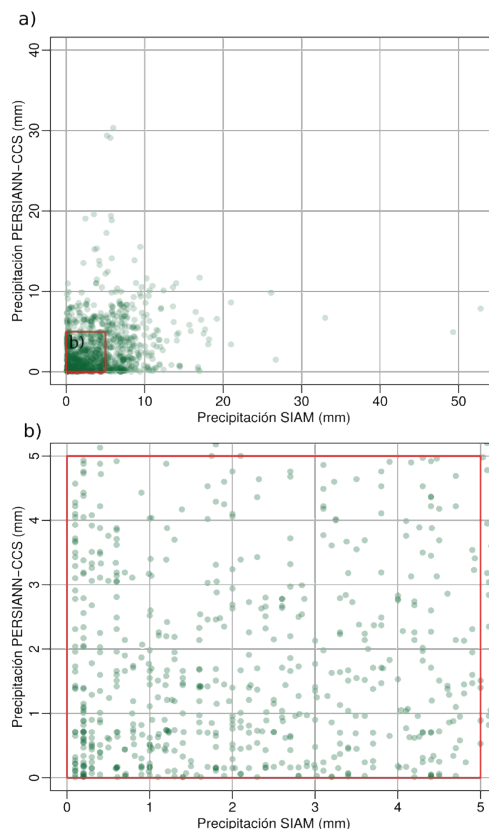 a)
Precipitación PERSIANN−CCS (mm)
40
30
20
10
0
b)
0 10 20 30 40 50
Precipitación SIAM (mm)
b)
Precipitación PERSIANN−CCS (mm)
5
4
3
2
1
0
0 1 2 3 4 5
Precipitación SIAM (mm)